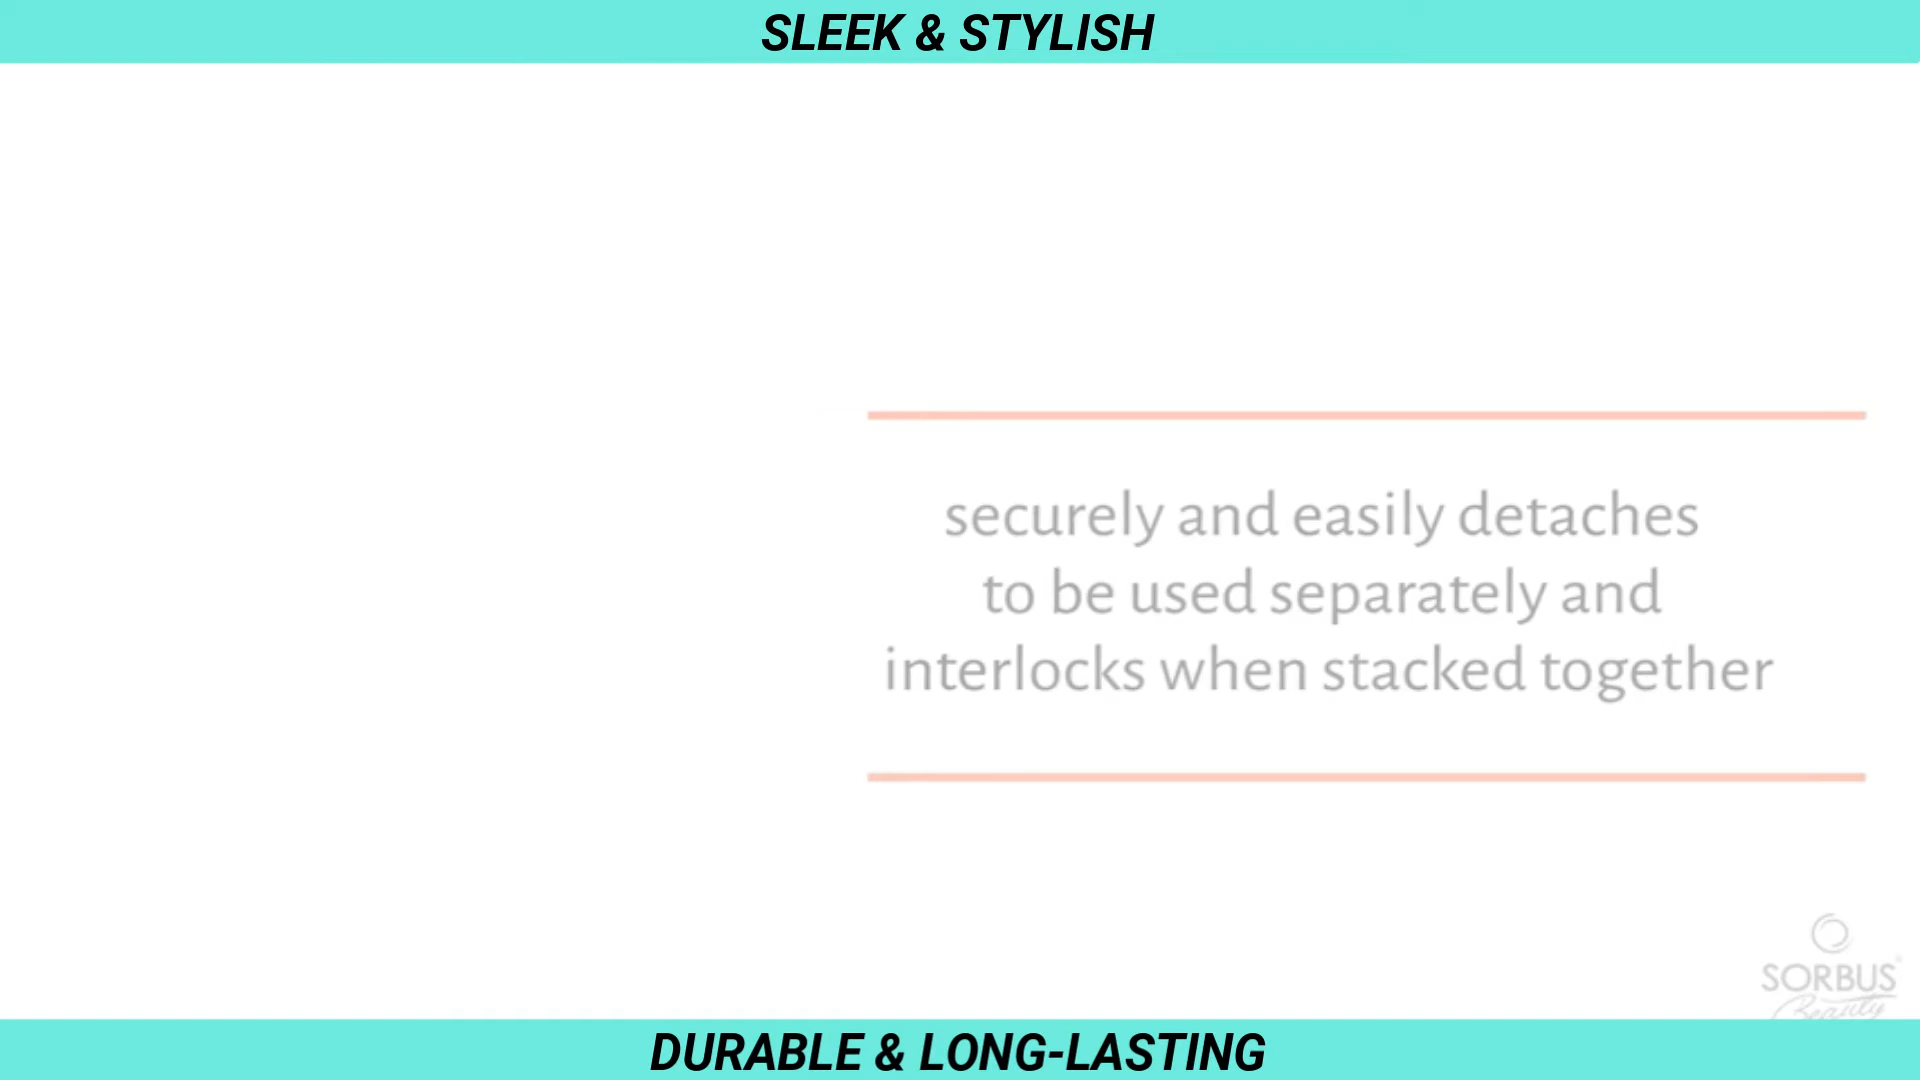 SLEEK & STYLISH
securely and easily detaches
to be used separately and
interlocks when stacked together
SORBUS
Beauty
DURABLE & LONG-LASTING